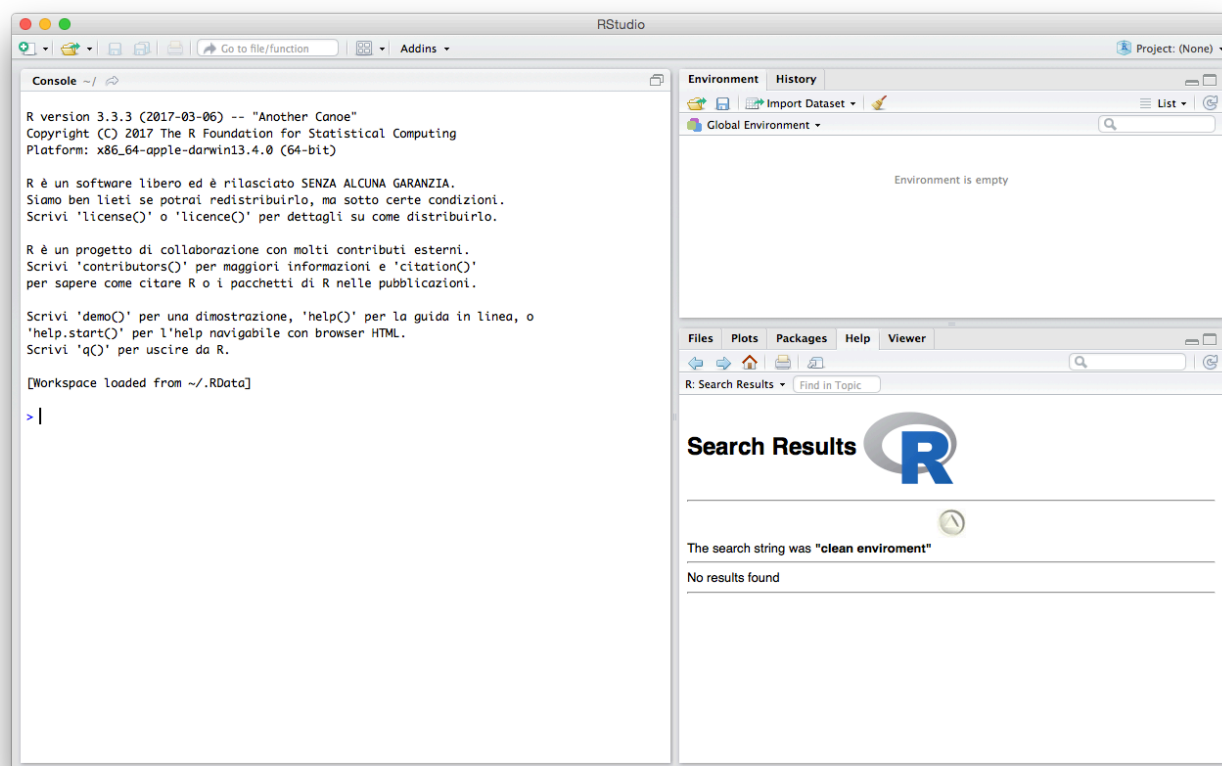 RStudio
Go to file/function
Addins
Project: (None)
Console ~/
R version 3.3.3 (2017-03-06) -- "Another Canoe"
Copyright (C) 2017 The R Foundation for Statistical Computing
Platform: x86_64-apple-darwin13.4.0 (64-bit)
R è un software libero ed è rilasciato SENZA ALCUNA GARANZIA.
Siamo ben lieti se potrai redistribuirlo, ma sotto certe condizioni.
Scrivi 'license()' o 'licence()' per dettagli su come distribuirlo.
R è un progetto di collaborazione con molti contributi esterni.
Scrivi 'contributors()' per maggiori informazioni e 'citation()'
per sapere come citare R o i pacchetti di R nelle pubblicazioni.
Scrivi 'demo()' per una dimostrazione, 'help()' per la guida in linea, o
'help.start()' per l'help navigabile con browser HTML.
Scrivi 'q()' per uscire da R.
[Workspace loaded from ~/.RData]
>
Environment History
Import Dataset
List
Global Environment
Environment is empty
Files Plots Packages Help Viewer
R: Search Results Find in Topic
Search Results R
The search string was "clean enviroment"
No results found